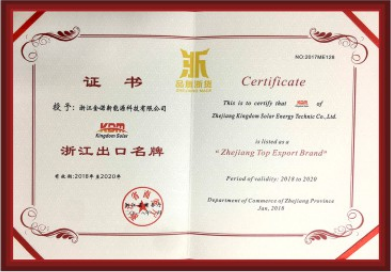 证书
授予：浙江金诺新能源科技有限公司
KDM
Kingdom Solar
浙江出口名牌
有效期：2018年至2020年
浙
品质浙货
NO:2017ME126
Certificate
This is to certify that KDM of
Zhejiang Kingdom Solar Energy Technic Co.,Ltd.
is listed as a
“Zhejiang Top Export Brand”
Period of validity: 2018 to 2020
Department of Commerce of Zhejiang Province
Jan, 2018